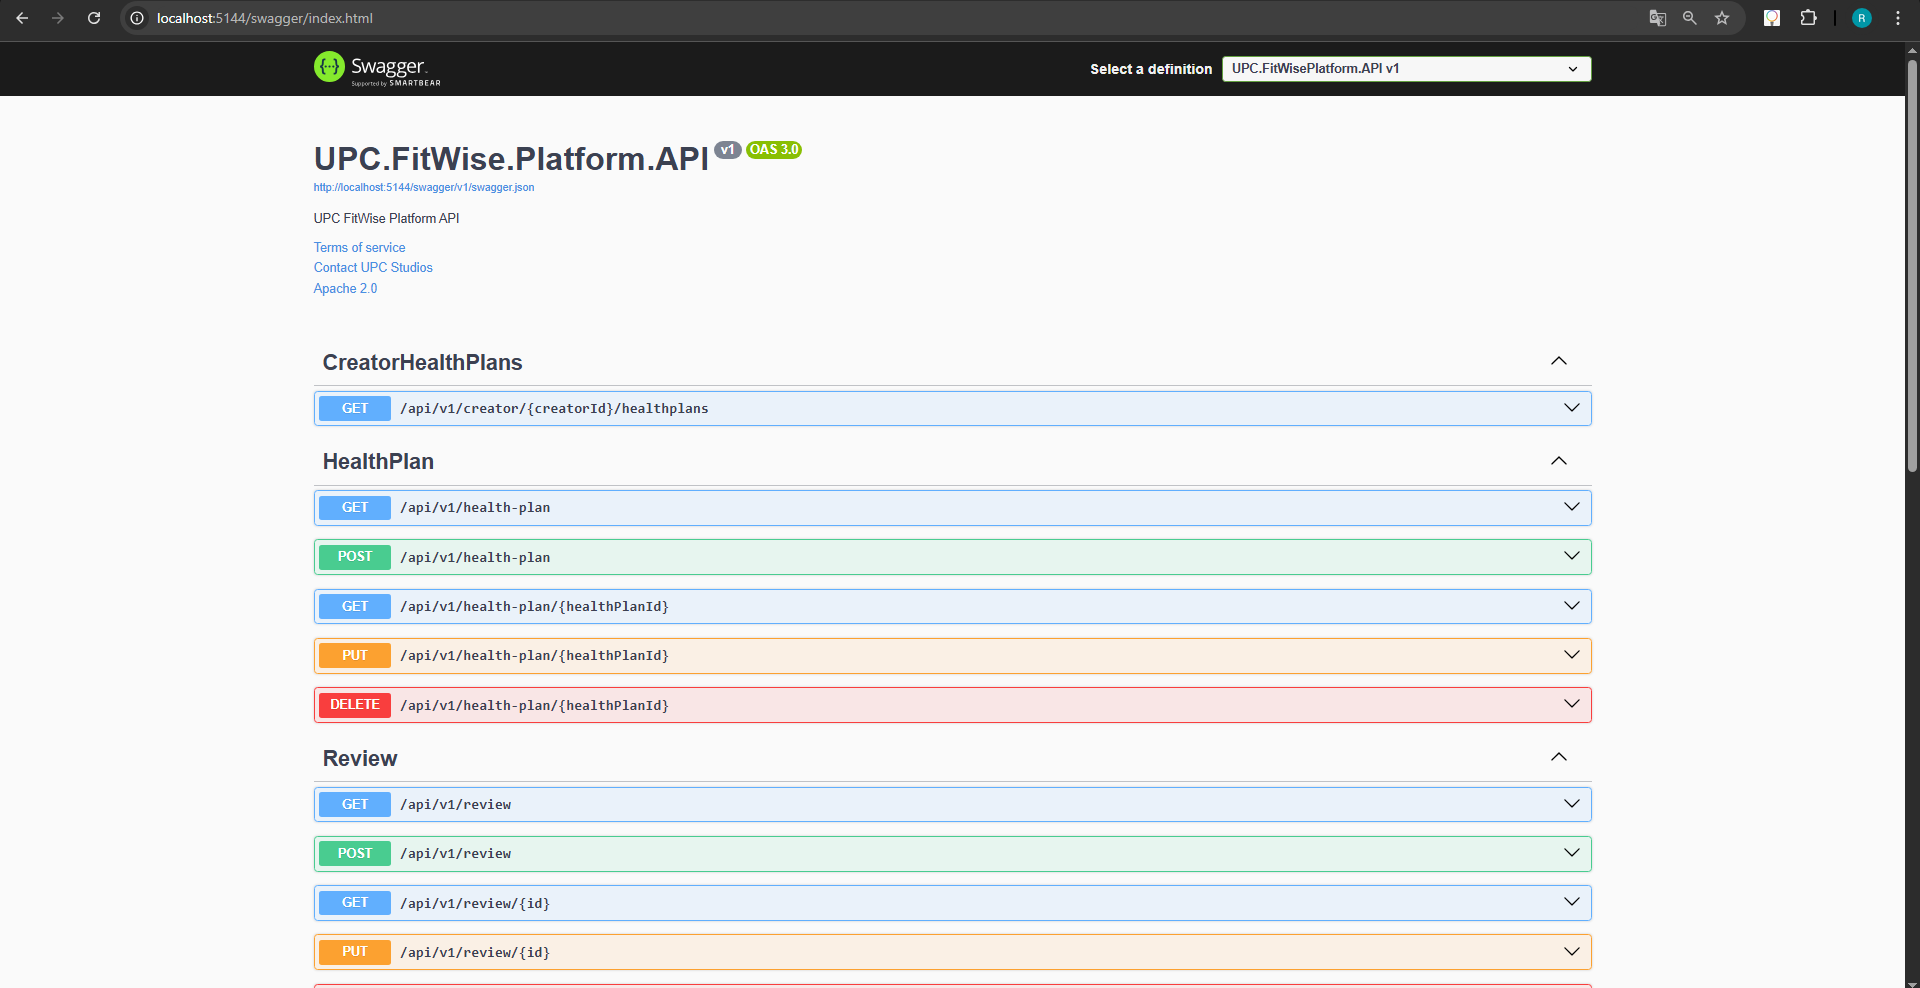 localhost:5144/swagger/index.html
R
Swagger
Supported by SMARTBEAR
Select a definition
UPC.FitWisePlatform.API v1
UPC.FitWise.Platform.API v1 OAS 3.0
http://localhost:5144/swagger/v1/swagger.json
UPC FitWise Platform API
Terms of service
Contact UPC Studios
Apache 2.0
CreatorHealthPlans
GET /api/v1/creator/{creatorId}/healthplans
HealthPlan
GET /api/v1/health-plan
POST /api/v1/health-plan
GET /api/v1/health-plan/{healthPlanId}
PUT /api/v1/health-plan/{healthPlanId}
DELETE /api/v1/health-plan/{healthPlanId}
Review
GET /api/v1/review
POST /api/v1/review
GET /api/v1/review/{id}
PUT /api/v1/review/{id}